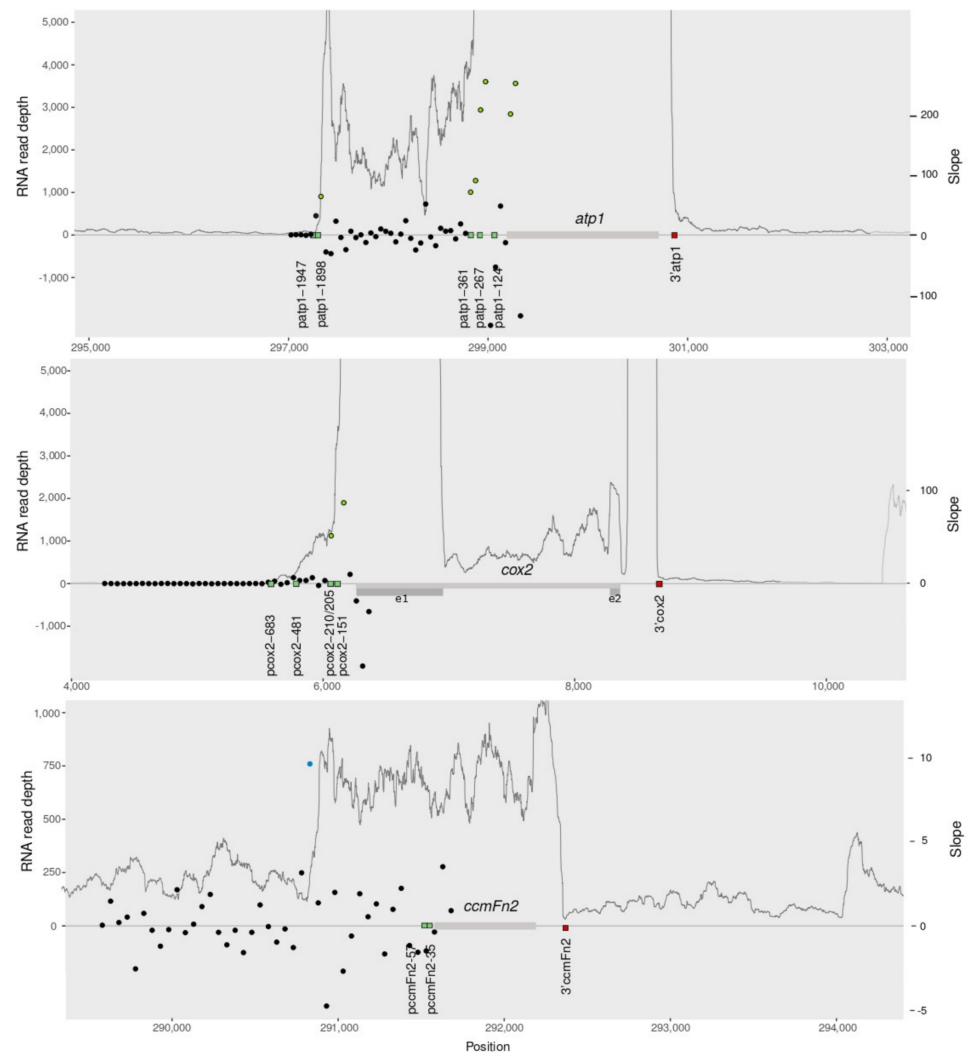 5,000
4,000
3,000
2,000
1,000
0
-1,000
RNA read depth
200
100
0
100
Slope
atp1
patp1-1947
patp1-1898
patp1-361
patp1-267
patp1-124
3'atp1
295,000 297,000 299,000 301,000 303,000
5,000
4,000
3,000
2,000
1,000
0
-1,000
RNA read depth
100
0
Slope
cox2
e1 e2
pcox2-683
pcox2-481
pcox2-210/205
pcox2-151
3'cox2
4,000 6,000 8,000 10,000
1,000
750
500
250
0
RNA read depth
10
5
0
-5
Slope
ccmFn2
pccmFn2-57
pccmFn2-35
3'ccmFn2
290,000 291,000 292,000 293,000 294,000
Position